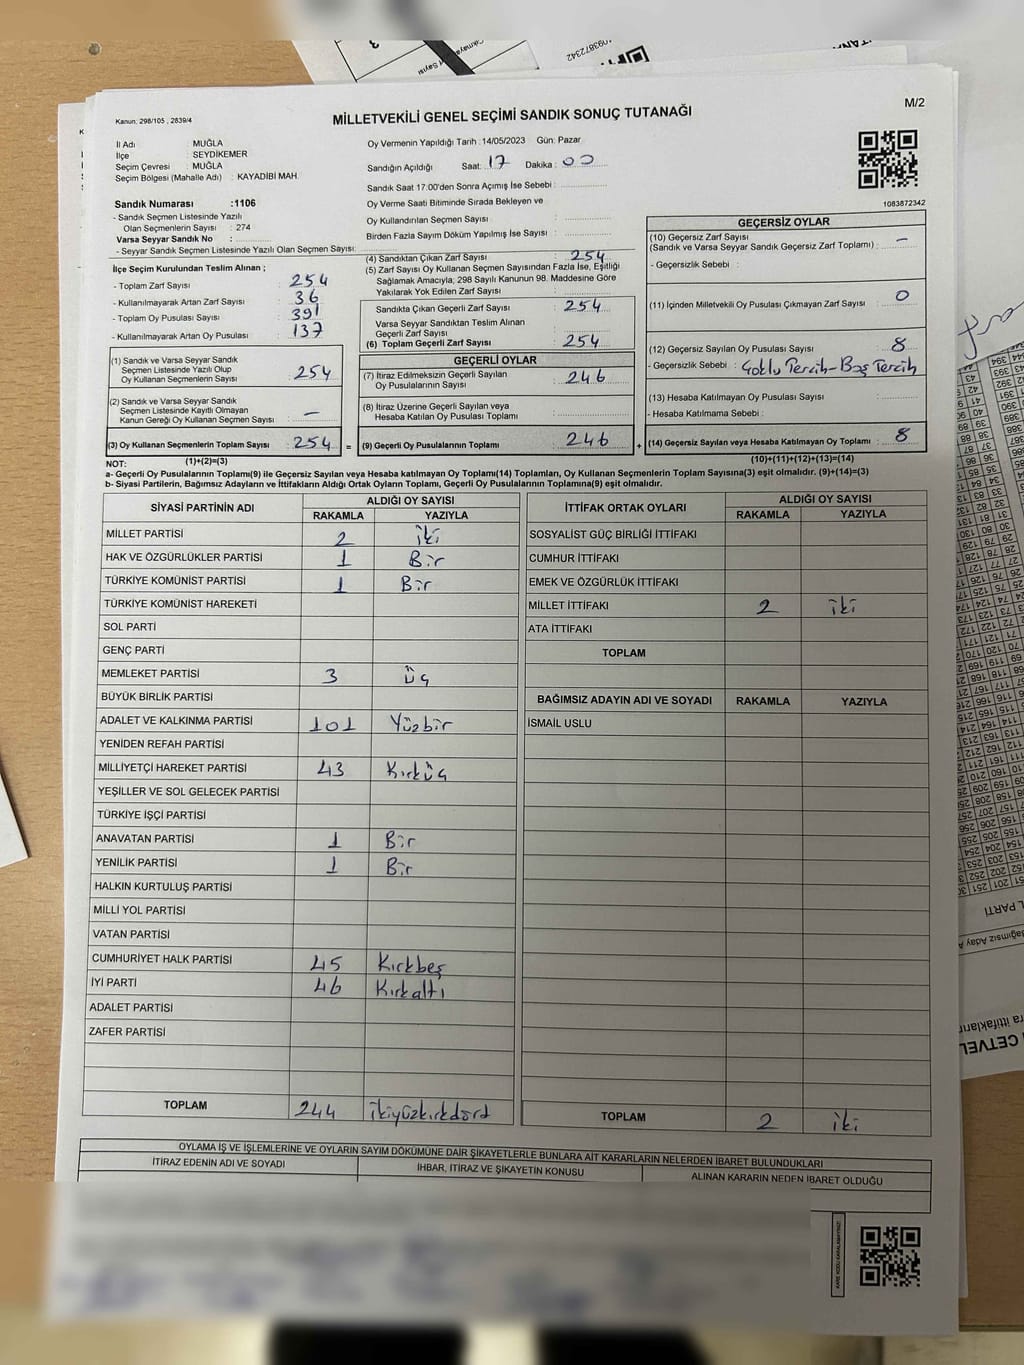 M/2
Kanun: 298/105 ; 2839/4
MİLLETVEKİLİ GENEL SEÇİMİ SANDIK SONUÇ TUTANAĞI
İl Adı : MUĞLA
İlçe : SEYDİKEMER
Seçim Çevresi : MUĞLA
Seçim Bölgesi (Mahalle Adı) : KAYADİBİ MAH.
Sandık Numarası :1106
- Sandık Seçmen Listesinde Yazılı
Olan Seçmenlerin Sayısı : 274
Varsa Seyyar Sandık No :
- Seyyar Sandık Seçmen Listesinde Yazılı Olan Seçmen Sayısı:
Oy Vermenin Yapıldığı Tarih : 14/05/2023 Gün: Pazar
Sandığın Açıldığı Saat: 17 Dakika : 00
Sandık Saat 17.00'den Sonra Açımış İse Sebebi :
Oy Verme Saati Bitiminde Sırada Bekleyen ve
Oy Kullandırılan Seçmen Sayısı :
Birden Fazla Sayım Döküm Yapılmış İse Sayısı :
1083872342
İlçe Seçim Kurulundan Teslim Alınan ;
- Toplam Zarf Sayısı : 254
- Kullanılmayarak Artan Zarf Sayısı : 36
- Toplam Oy Pusulası Sayısı : 391
- Kullanılmayarak Artan Oy Pusulası : 137
(1) Sandık ve Varsa Seyyar Sandık
Seçmen Listesinde Yazılı Olup
Oy Kullanan Seçmenlerin Sayısı : 254
(2) Sandık ve Varsa Seyyar Sandık
Seçmen Listesinde Kayıtlı Olmayan
Kanun Gereği Oy Kullanan Seçmen Sayısı : –
(3) Oy Kullanan Seçmenlerin Toplam Sayısı : 254 =
(1)+(2)=(3)
(4) Sandıktan Çıkan Zarf Sayısı : 254
(5) Zarf Sayısı Oy Kullanan Seçmen Sayısından Fazla İse, Eşitliği
Sağlamak Amacıyla, 298 Sayılı Kanunun 98. Maddesine Göre
Yakılarak Yok Edilen Zarf Sayısı :
Sandıkta Çıkan Geçerli Zarf Sayısı : 254
Varsa Seyyar Sandıktan Teslim Alınan
Geçerli Zarf Sayısı :
(6) Toplam Geçerli Zarf Sayısı : 254
GEÇERLİ OYLAR
(7) İtiraz Edilmeksizin Geçerli Sayılan
Oy Pusulalarının Sayısı : 246
(8) İtiraz Üzerine Geçerli Sayılan veya
Hesaba Katılan Oy Pusulası Toplamı :
(9) Geçerli Oy Pusulalarının Toplamı : 246 +
GEÇERSİZ OYLAR
(10) Geçersiz Zarf Sayısı
(Sandık ve Varsa Seyyar Sandık Geçersiz Zarf Toplamı) : –
- Geçersizlik Sebebi :
(11) İçinden Milletvekili Oy Pusulası Çıkmayan Zarf Sayısı : 0
(12) Geçersiz Sayılan Oy Pusulası Sayısı : 8
- Geçersizlik Sebebi : Çoklu Tercih-Boş Tercih
(13) Hesaba Katılmayan Oy Pusulası Sayısı :
- Hesaba Katılmama Sebebi :
(14) Geçersiz Sayılan veya Hesaba Katılmayan Oy Toplamı : 8
(10)+(11)+(12)+(13)=(14)
NOT:
a- Geçerli Oy Pusulalarının Toplamı(9) ile Geçersiz Sayılan veya Hesaba katılmayan Oy Toplamı(14) Toplamları, Oy Kullanan Seçmenlerin Toplam Sayısına(3) eşit olmalıdır. (9)+(14)=(3)
b- Siyasi Partilerin, Bağımsız Adayların ve İttifakların Aldığı Ortak Oyların Toplamı, Geçerli Oy Pusulalarının Toplamına(9) eşit olmalıdır.
SİYASİ PARTİNİN ADI ALDIĞI OY SAYISI
RAKAMLA YAZIYLA
MİLLET PARTİSİ 2 iki
HAK VE ÖZGÜRLÜKLER PARTİSİ 1 Bir
TÜRKİYE KOMÜNİST PARTİSİ 1 Bir
TÜRKİYE KOMÜNİST HAREKETİ
SOL PARTİ
GENÇ PARTİ
MEMLEKET PARTİSİ 3 üç
BÜYÜK BİRLİK PARTİSİ
ADALET VE KALKINMA PARTİSİ 101 Yüzbir
YENİDEN REFAH PARTİSİ
MİLLİYETÇİ HAREKET PARTİSİ 43 Kırküç
YEŞİLLER VE SOL GELECEK PARTİSİ
TÜRKİYE İŞÇİ PARTİSİ
ANAVATAN PARTİSİ 1 Bir
YENİLİK PARTİSİ 1 Bir
HALKIN KURTULUŞ PARTİSİ
MİLLİ YOL PARTİSİ
VATAN PARTİSİ
CUMHURİYET HALK PARTİSİ 45 Kırkbeş
İYİ PARTİ 46 Kırkaltı
ADALET PARTİSİ
ZAFER PARTİSİ
TOPLAM 244 ikiyüzkırkdört
İTTİFAK ORTAK OYLARI ALDIĞI OY SAYISI
RAKAMLA YAZIYLA
SOSYALİST GÜÇ BİRLİĞİ İTTİFAKI
CUMHUR İTTİFAKI
EMEK VE ÖZGÜRLÜK İTTİFAKI
MİLLET İTTİFAKI 2 iki
ATA İTTİFAKI
TOPLAM
BAĞIMSIZ ADAYIN ADI VE SOYADI RAKAMLA YAZIYLA
İSMAİL USLU
TOPLAM 2 iki
OYLAMA İŞ VE İŞLEMLERİNE VE OYLARIN SAYIM DÖKÜMÜNE DAİR ŞİKAYETLERLE BUNLARA AİT KARARLARIN NELERDEN İBARET BULUNDUKLARI
İTİRAZ EDENİN ADI VE SOYADI İHBAR, İTİRAZ VE ŞİKAYETİN KONUSU ALINAN KARARIN NEDEN İBARET OLDUĞU